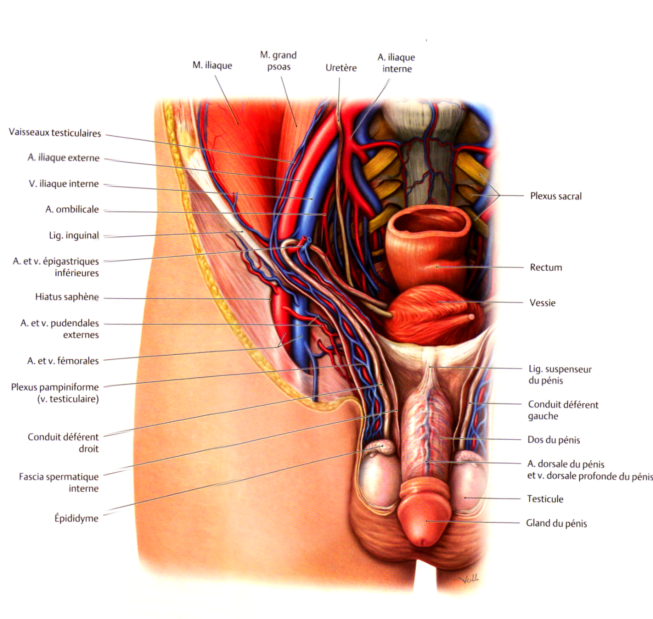 M. iliaque
M. grand
psoas
Uretère
A. iliaque
interne
Vaisseaux testiculaires
A. iliaque externe
V. iliaque interne
A. ombilicale
Lig. inguinal
A. et v. épigastriques
inférieures
Hiatus saphène
A. et v. pudendales
externes
A. et v. fémorales
Plexus pampiniforme
(v. testiculaire)
Conduit déférent
droit
Fascia spermatique
interne
Épididyme
Plexus sacral
Rectum
Vessie
Lig. suspenseur
du pénis
Conduit déférent
gauche
Dos du pénis
A. dorsale du pénis
et v. dorsale profonde du pénis
Testicule
Gland du pénis
Voll